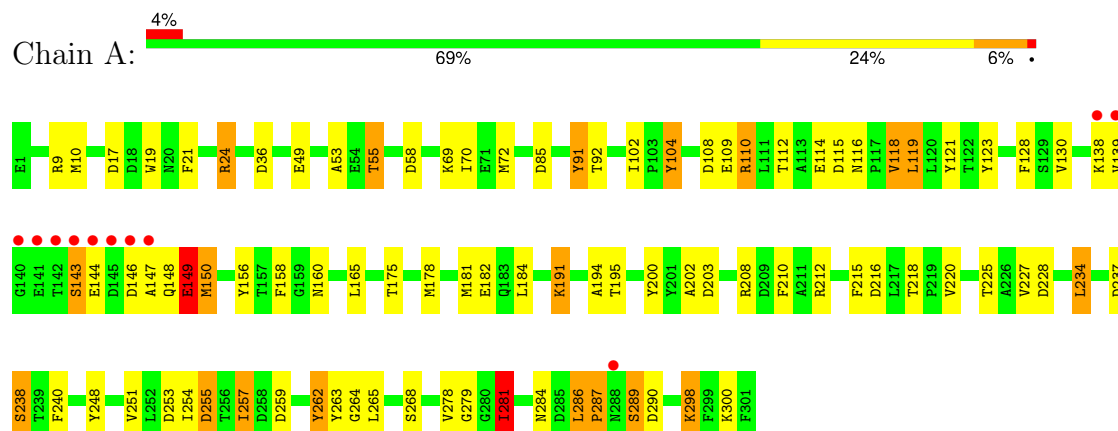 4%
Chain A:
69% 24% 6% •
E1 R9 M10 D17 D18 W19 N20 F21 R24 D36 E49 A53 E54 T55 D58 K69 I70 E71 M72 D85 Y91 T92 I102 P103 Y104 D108 E109 R110 L111 T112 A113 E114 D115 N116 P117 V118 L119 L120 Y121 T122 Y123 F128 S129 V130 K138 V139
G140 E141 T142 S143 E144 D145 D146 A147 Q148 E149 M150 Y156 T157 F158 G159 N160 L165 T175 M178 M181 E182 Q183 L184 K191 A194 T195 Y200 Y201 A202 D203 R208 D209 F210 A211 R212 F215 D216 L217 T218 P219 V220 T225 A226 V227 D228 L234 D237
S238 T239 F240 Y248 V251 L252 D253 I254 D255 T256 I257 D258 D259 Y262 Y263 G264 L265 S268 V278 G279 G280 I281 N284 D285 L286 P287 N288 S289 D290 K298 F299 K300 F301